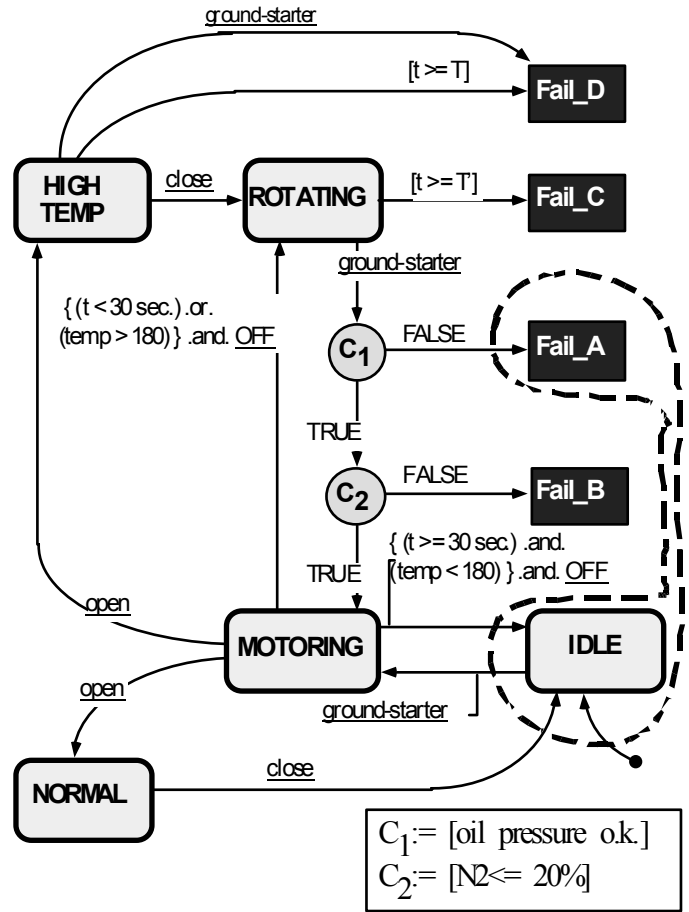 ground-starter
[t >= T]
Fail_D
HIGH
TEMP
close
ROTATING
[t >= T']
Fail_C
ground-starter
{ (t < 30 sec.) .or.
(temp > 180) } .and. OFF
C1
FALSE
Fail_A
TRUE
C2
FALSE
Fail_B
TRUE
{ (t >= 30 sec.) .and.
(temp < 180) } .and. OFF
open
MOTORING
IDLE
open
ground-starter
NORMAL
close
C1:= [oil pressure o.k.]
C2:= [N2<= 20%]